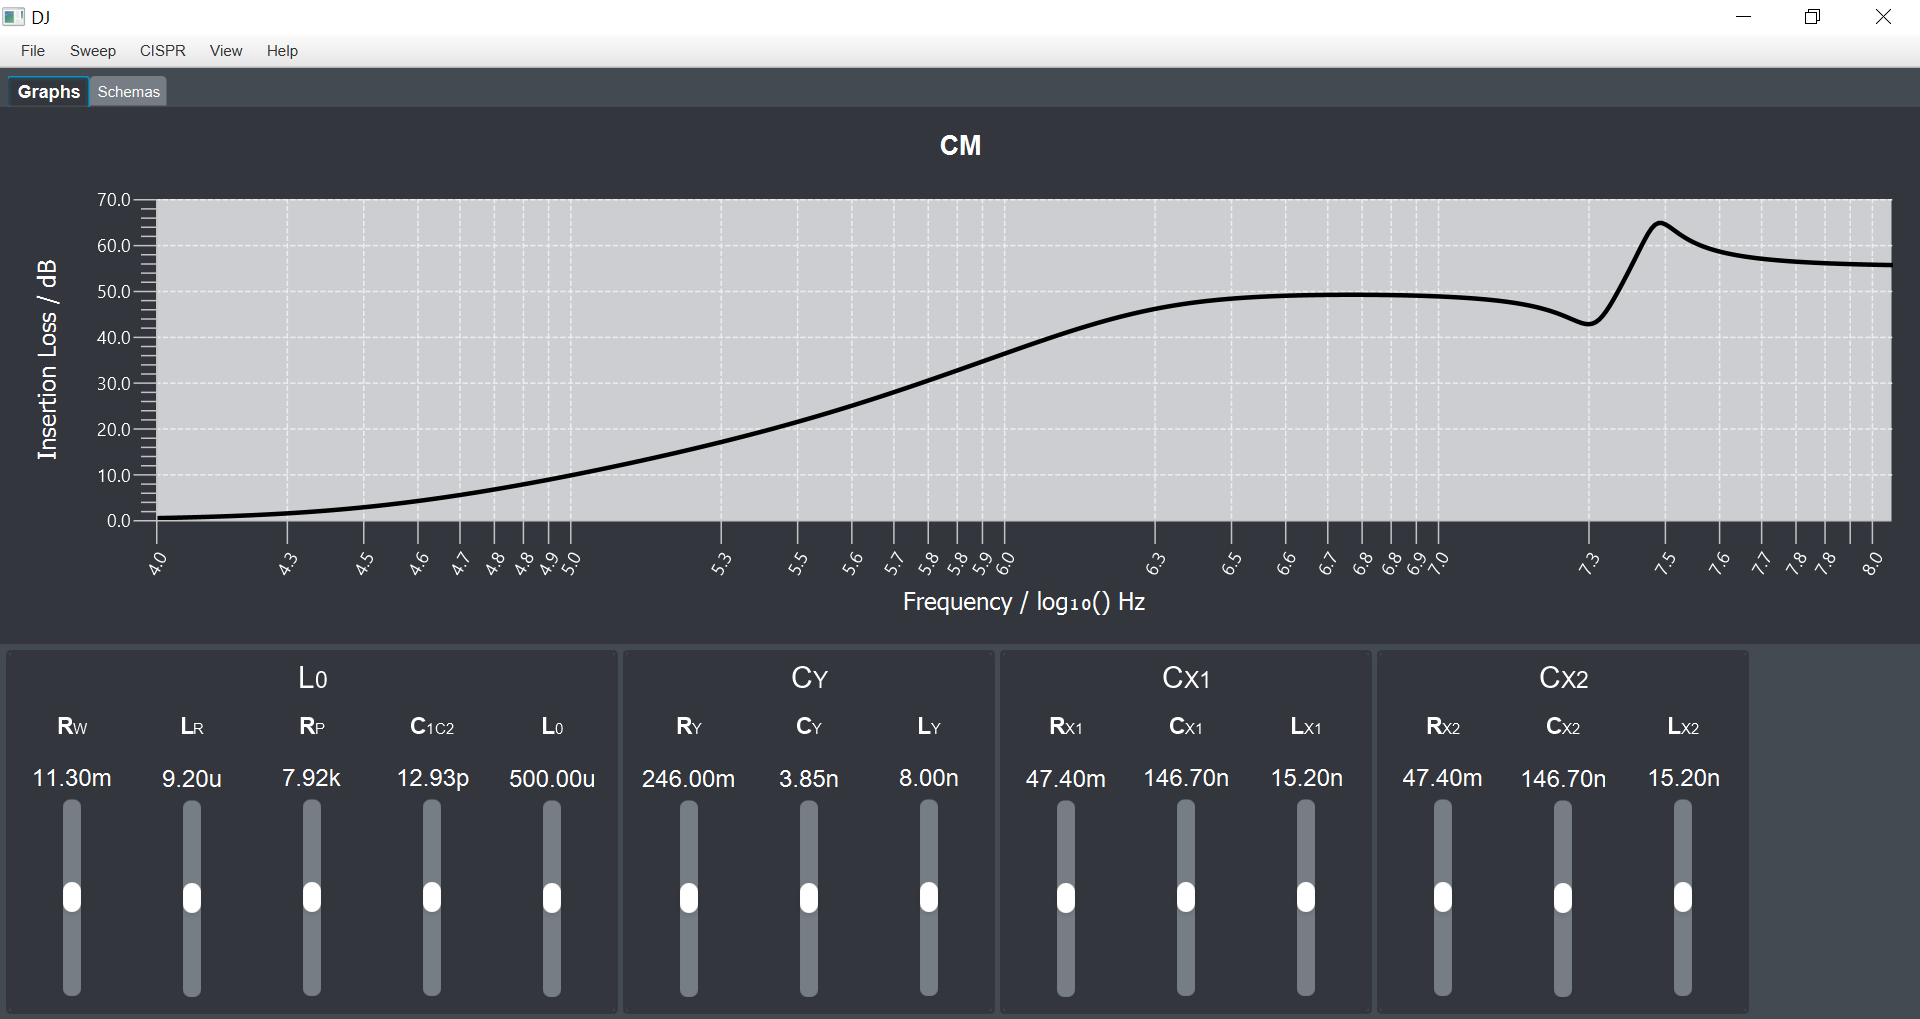 DJ
File Sweep CISPR View Help
Graphs Schemas
CM
Insertion Loss / dB
70.0
60.0
50.0
40.0
30.0
20.0
10.0
0.0
4.0 4.3 4.5 4.6 4.7 4.8 4.8 4.9 5.0 5.3 5.5 5.6 5.7 5.8 5.8 5.9 6.0 6.3 6.5 6.6 6.7 6.8 6.8 6.9 7.0 7.3 7.5 7.6 7.7 7.8 7.8 8.0
Frequency / log₁₀() Hz
L0 CY CX1 CX2
RW LR RP C1C2 L0 RY CY LY RX1 CX1 LX1 RX2 CX2 LX2
11.30m 9.20u 7.92k 12.93p 500.00u 246.00m 3.85n 8.00n 47.40m 146.70n 15.20n 47.40m 146.70n 15.20n